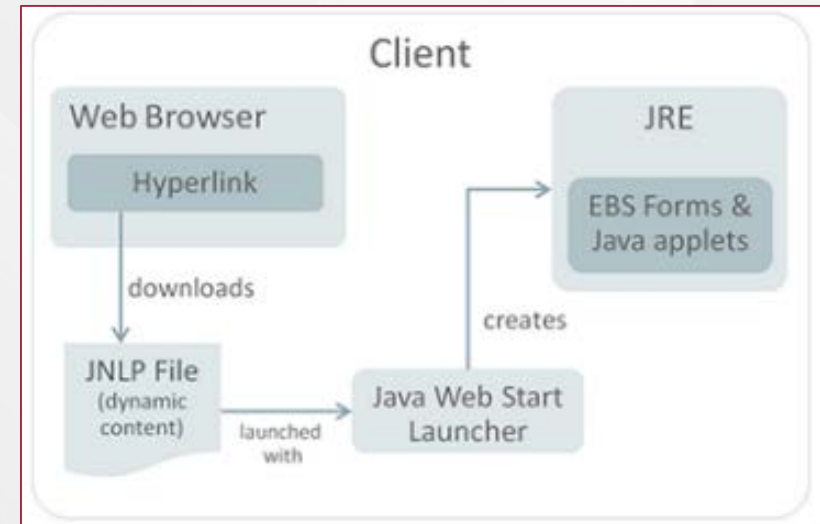 Client
Web Browser
Hyperlink
downloads
JNLP File
(dynamic
content)
launched
with
Java Web Start
Launcher
creates
JRE
EBS Forms &
Java applets